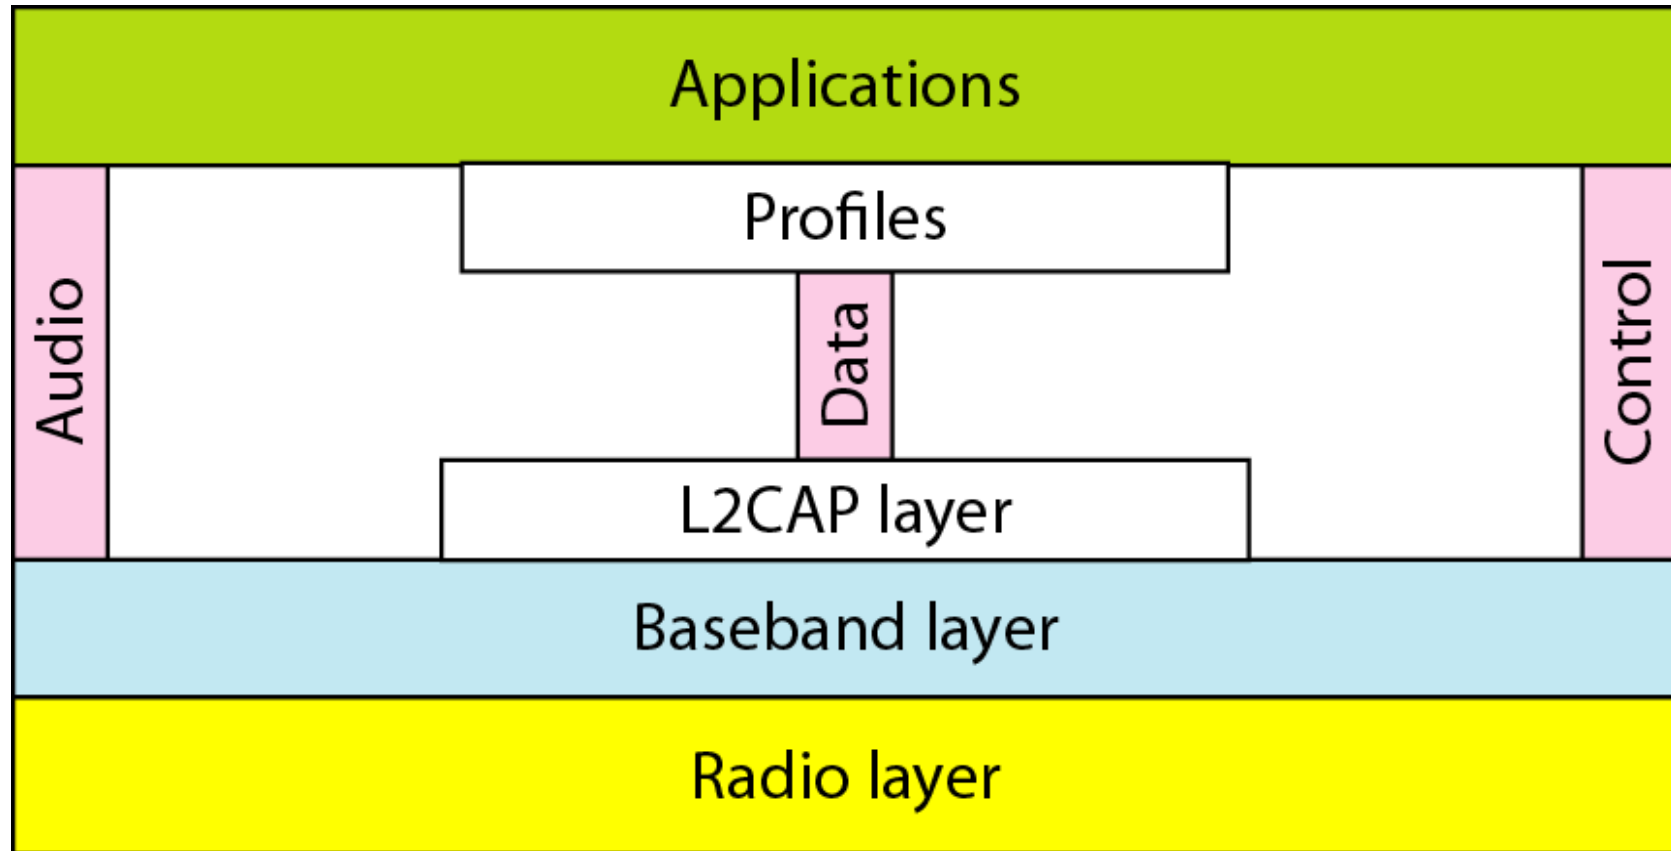 Applications
Profiles
Audio
Data
Control
L2CAP layer
Baseband layer
Radio layer